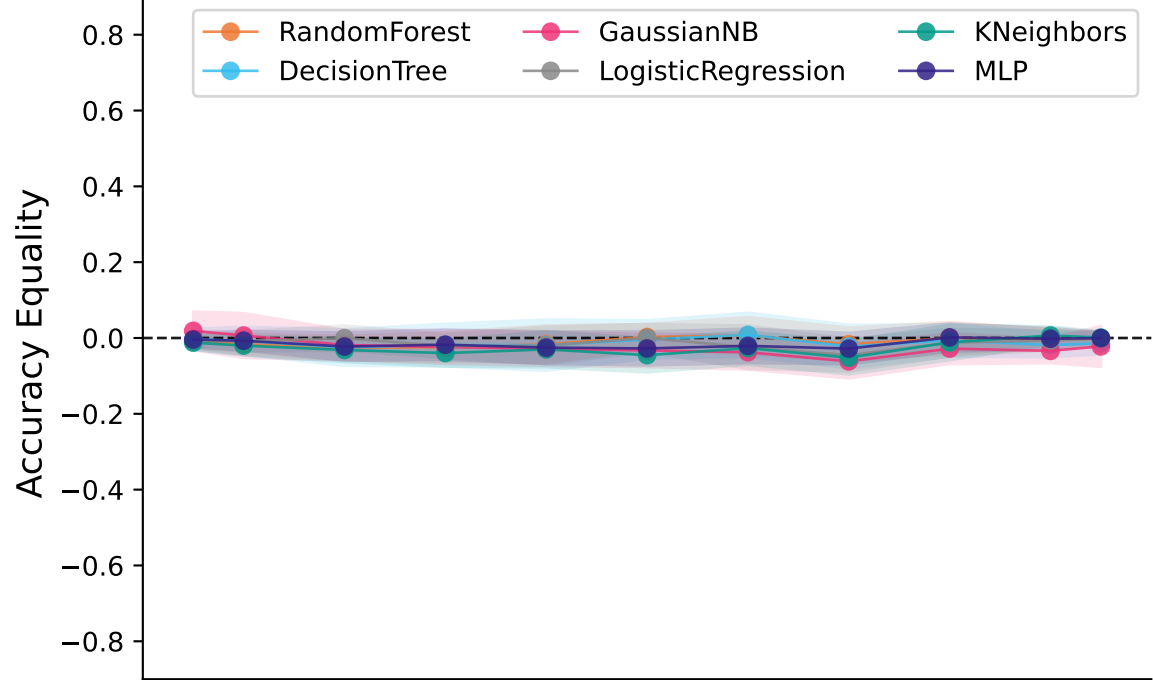 0.8
0.6
0.4
0.2
0.0
−0.2
−0.4
−0.6
−0.8
Accuracy Equality
RandomForest
DecisionTree
GaussianNB
LogisticRegression
KNeighbors
MLP